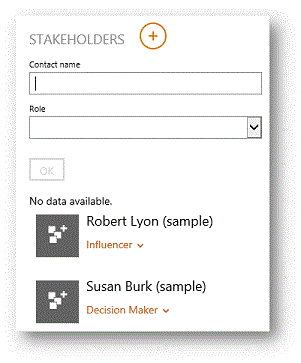 STAKEHOLDERS
Contact name
Role
OK
No data available.
Robert Lyon (sample)
Influencer
Susan Burk (sample)
Decision Maker